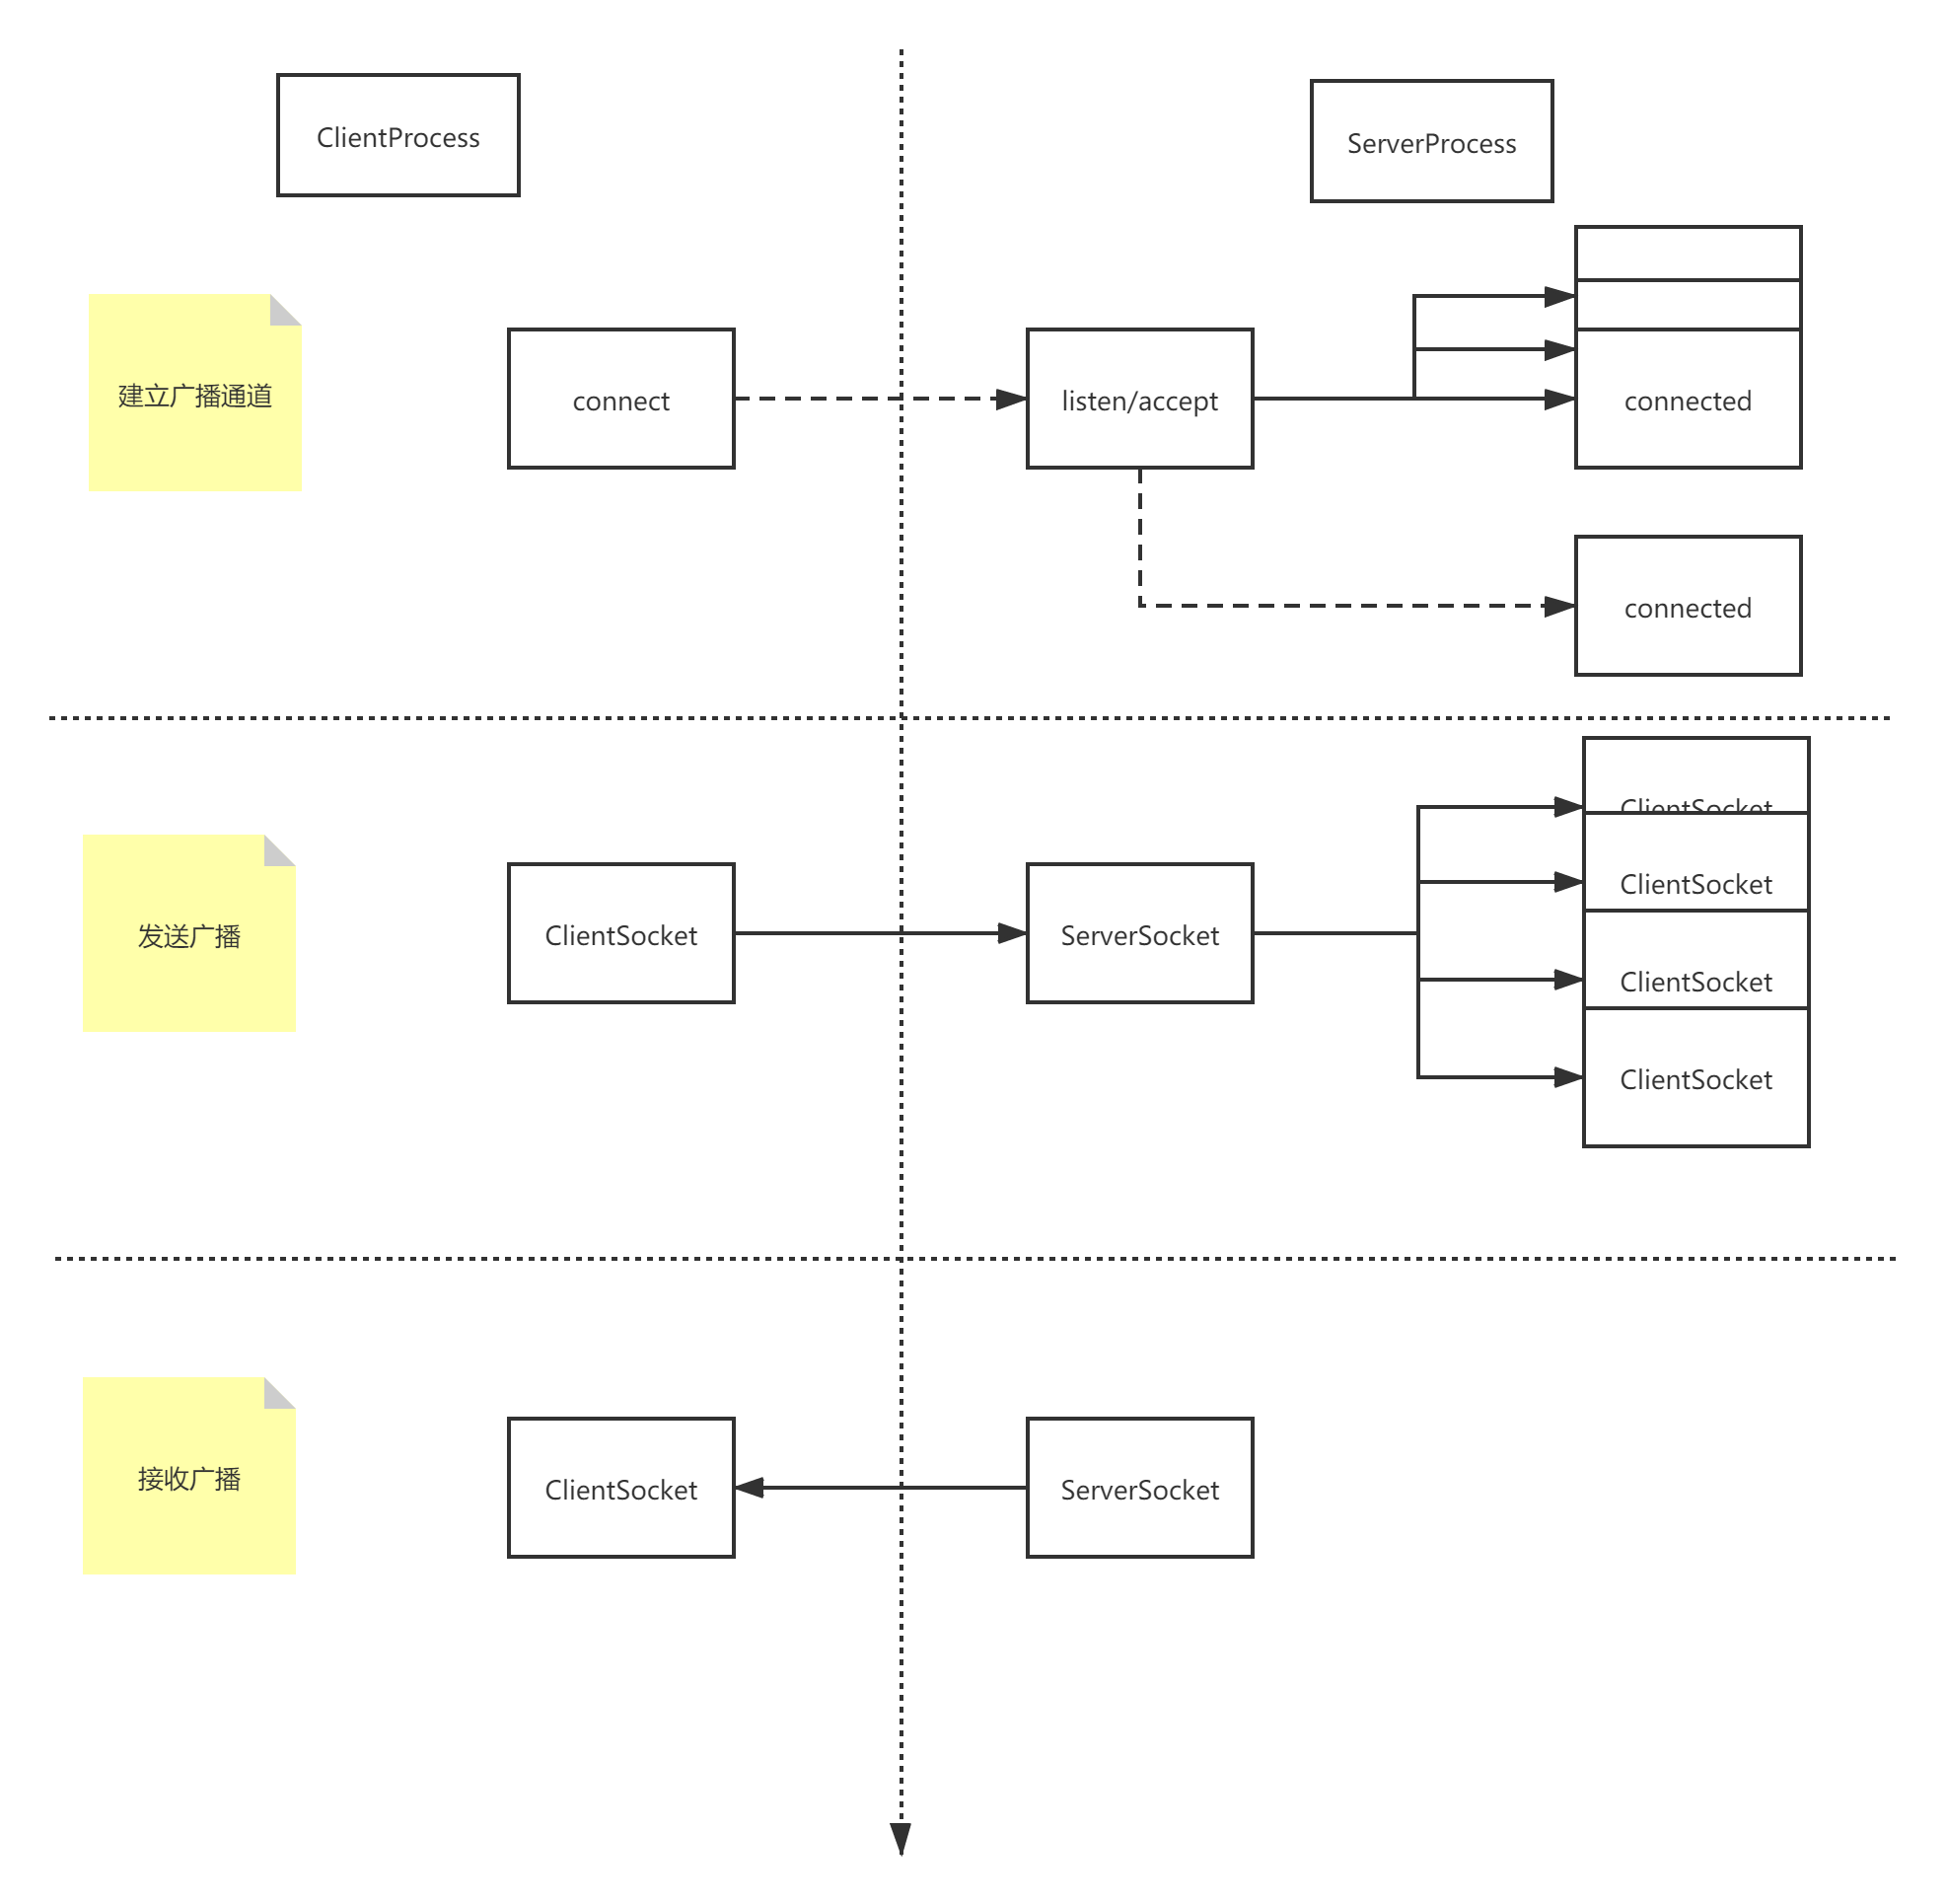 ClientProcess
ServerProcess
建立广播通道
connect
listen/accept
connected
connected
发送广播
ClientSocket
ServerSocket
ClientSocket
ClientSocket
ClientSocket
ClientSocket
接收广播
ClientSocket
ServerSocket